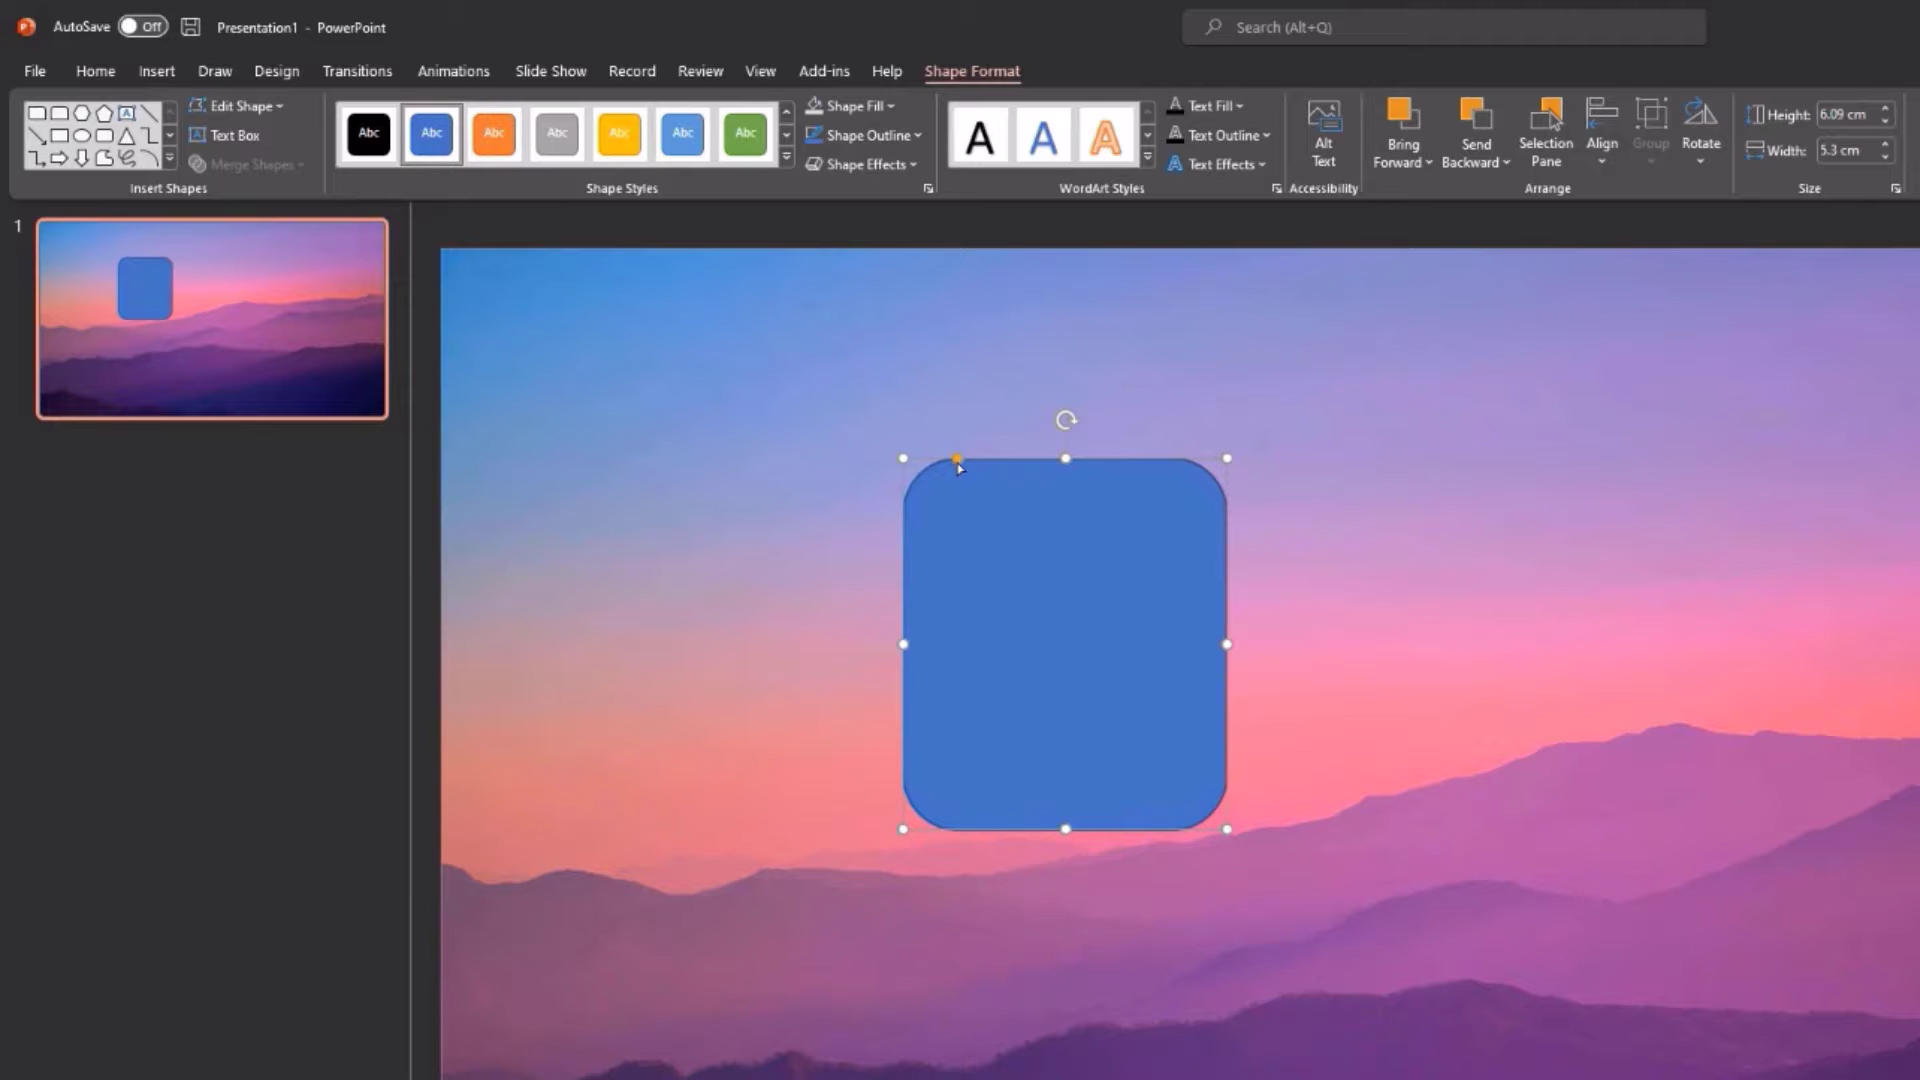 AutoSave Off Presentation1 - PowerPoint Search (Alt+Q)
File Home Insert Draw Design Transitions Animations Slide Show Record Review View Add-ins Help Shape Format
Edit Shape
Text Box
Merge Shapes
Insert Shapes
Abc Abc Abc Abc Abc Abc Abc
Shape Fill
Shape Outline
Shape Effects
Shape Styles
A A A
Text Fill
Text Outline
Text Effects
WordArt Styles
Alt
Text
Accessibility
Bring
Forward
Send
Backward
Selection
Pane
Align
Group
Rotate
Arrange
Height: 6.09 cm
Width: 5.3 cm
Size
1